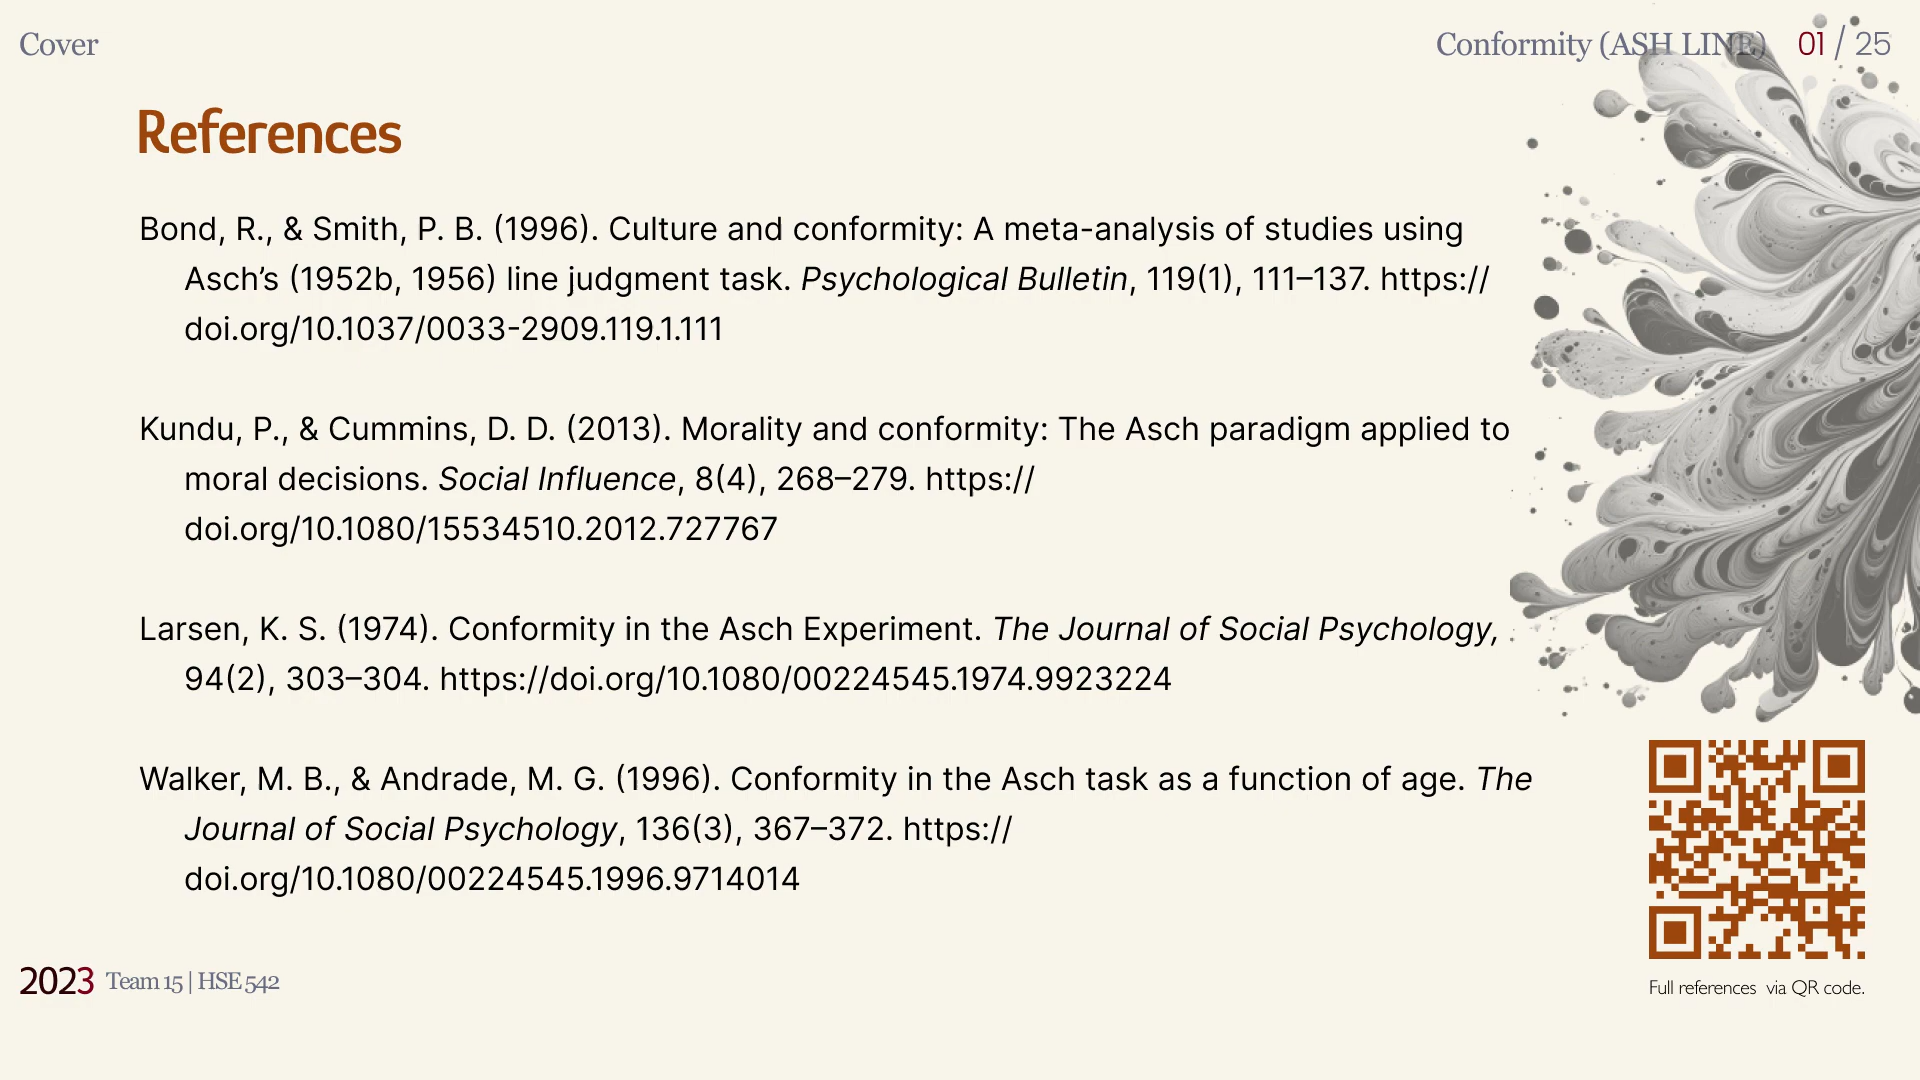 Cover
Conformity (ASH LINE) 01 / 25
References
Bond, R., & Smith, P. B. (1996). Culture and conformity: A meta-analysis of studies using
Asch’s (1952b, 1956) line judgment task. Psychological Bulletin, 119(1), 111–137. https://
doi.org/10.1037/0033-2909.119.1.111
Kundu, P., & Cummins, D. D. (2013). Morality and conformity: The Asch paradigm applied to
moral decisions. Social Influence, 8(4), 268–279. https://
doi.org/10.1080/15534510.2012.727767
Larsen, K. S. (1974). Conformity in the Asch Experiment. The Journal of Social Psychology,
94(2), 303–304. https://doi.org/10.1080/00224545.1974.9923224
Walker, M. B., & Andrade, M. G. (1996). Conformity in the Asch task as a function of age. The
Journal of Social Psychology, 136(3), 367–372. https://
doi.org/10.1080/00224545.1996.9714014
2023 Team 15 | HSE 542
Full references via QR code.